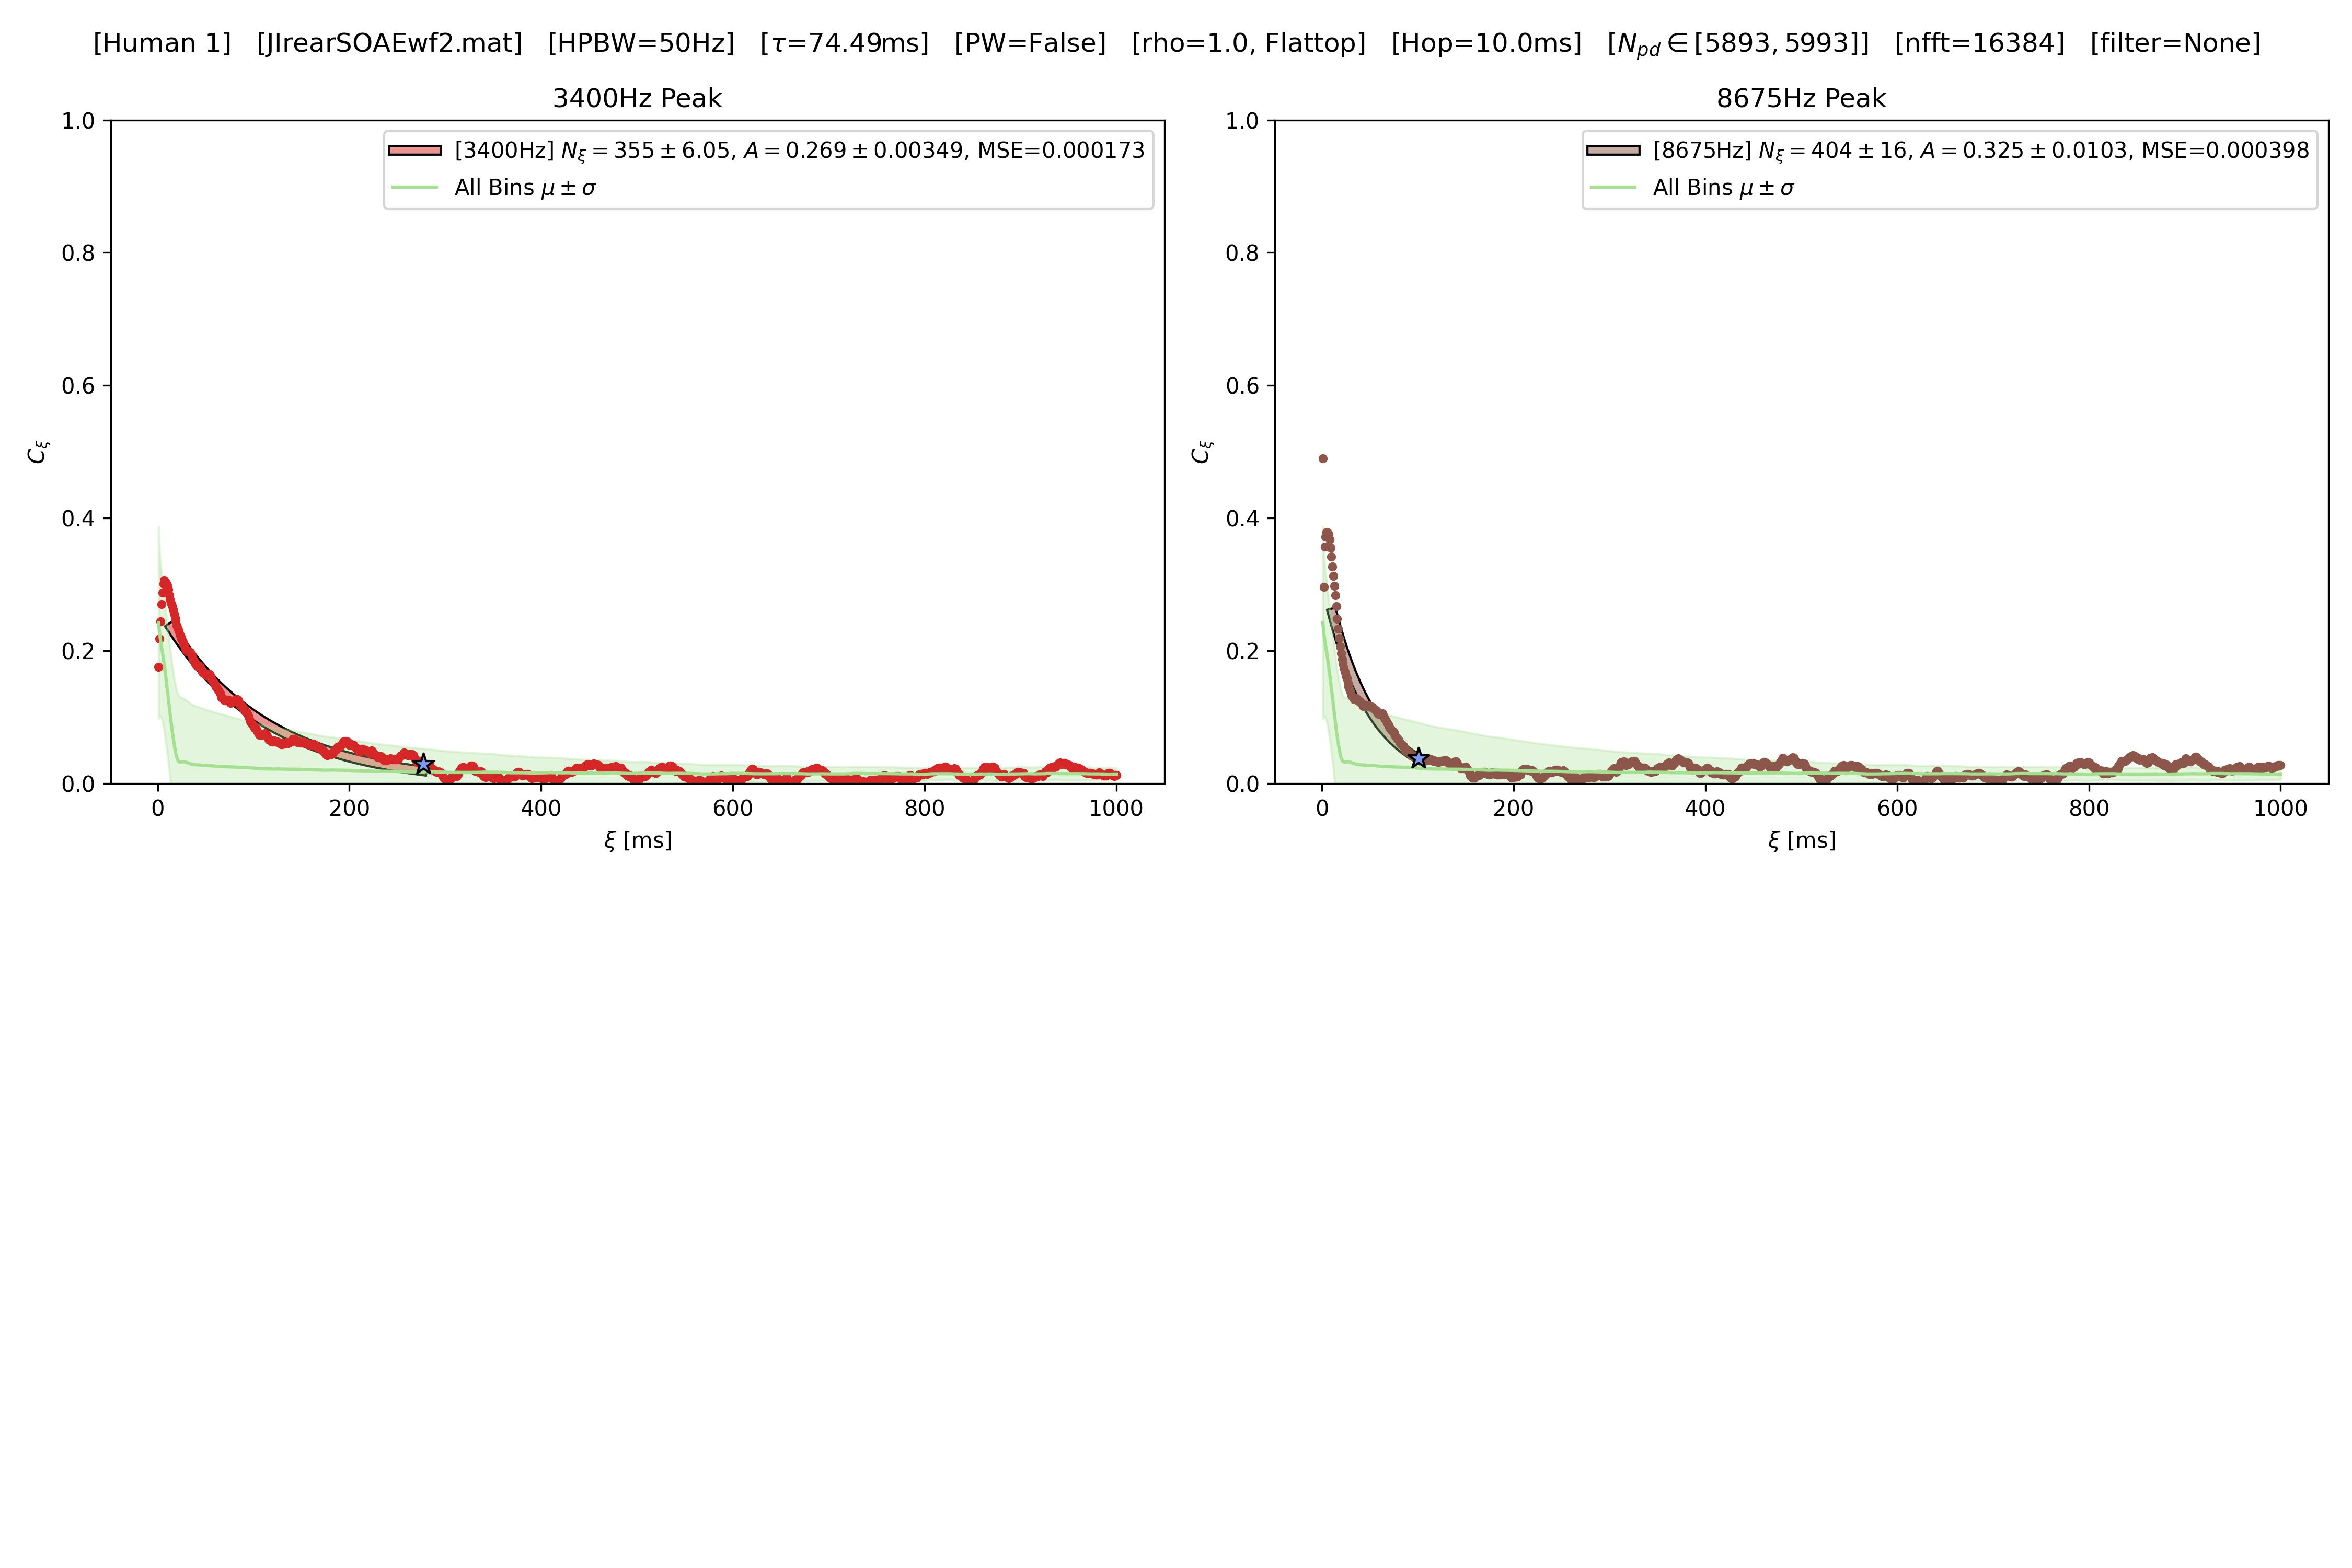 [Human 1] [JIrearSOAEwf2.mat] [HPBW=50Hz] [τ=74.49ms] [PW=False] [rho=1.0, Flattop] [Hop=10.0ms] [N_pd ∈ [5893, 5993]] [nfft=16384] [filter=None]
3400Hz Peak
[3400Hz] N_ξ = 355 ± 6.05, A = 0.269 ± 0.00349, MSE=0.000173
All Bins μ ± σ
1.0
0.8
0.6
0.4
0.2
0.0
C_ξ
0 200 400 600 800 1000
ξ [ms]
8675Hz Peak
[8675Hz] N_ξ = 404 ± 16, A = 0.325 ± 0.0103, MSE=0.000398
All Bins μ ± σ
1.0
0.8
0.6
0.4
0.2
0.0
C_ξ
0 200 400 600 800 1000
ξ [ms]